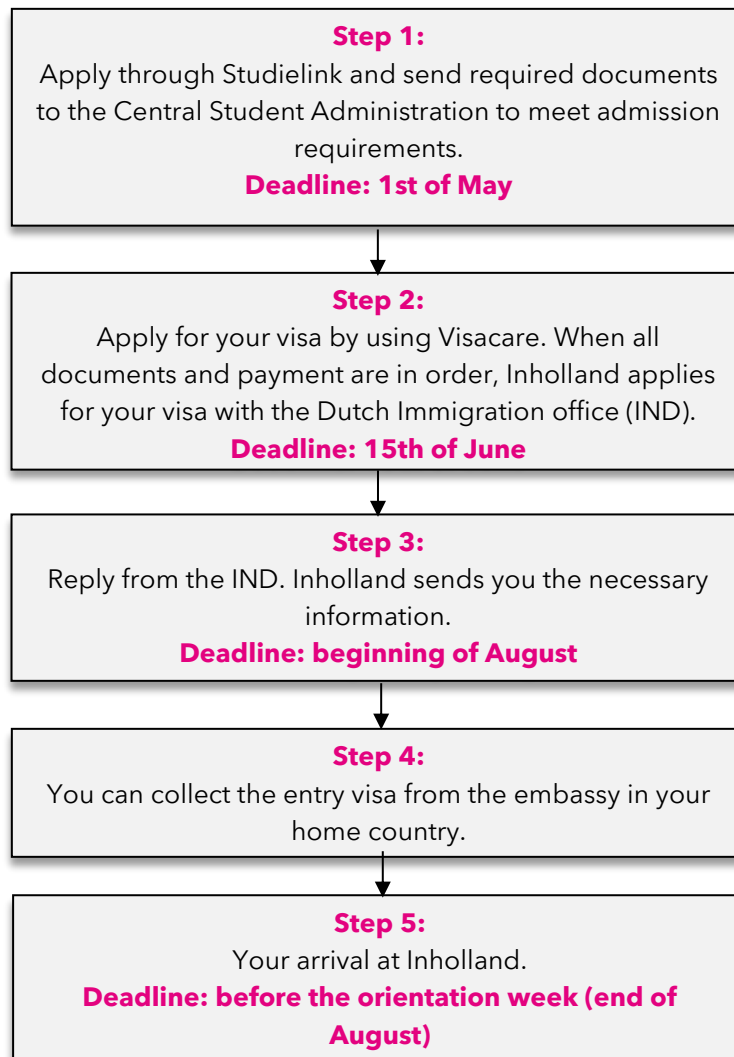 Step 1:
Apply through Studielink and send required documents
to the Central Student Administration to meet admission
requirements.
Deadline: 1st of May
Step 2:
Apply for your visa by using Visacare. When all
documents and payment are in order, Inholland applies
for your visa with the Dutch Immigration office (IND).
Deadline: 15th of June
Step 3:
Reply from the IND. Inholland sends you the necessary
information.
Deadline: beginning of August
Step 4:
You can collect the entry visa from the embassy in your
home country.
Step 5:
Your arrival at Inholland.
Deadline: before the orientation week (end of
August)